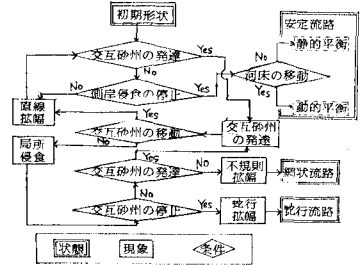 初期形状
安定流路
交互砂州の発達
Yes
No
静的平衡
No
側岸侵食の停止
Yes
河床の移動
No
直線
拡幅
Yes
Yes
動的平衡
交互砂州の移動
交互砂州
の発達
局所
侵食
No
Yes
交互砂州の発達
No
不規則
拡幅
網状流路
No
交互砂州の停止
Yes
蛇行
拡幅
蛇行流路
状態
現象
条件